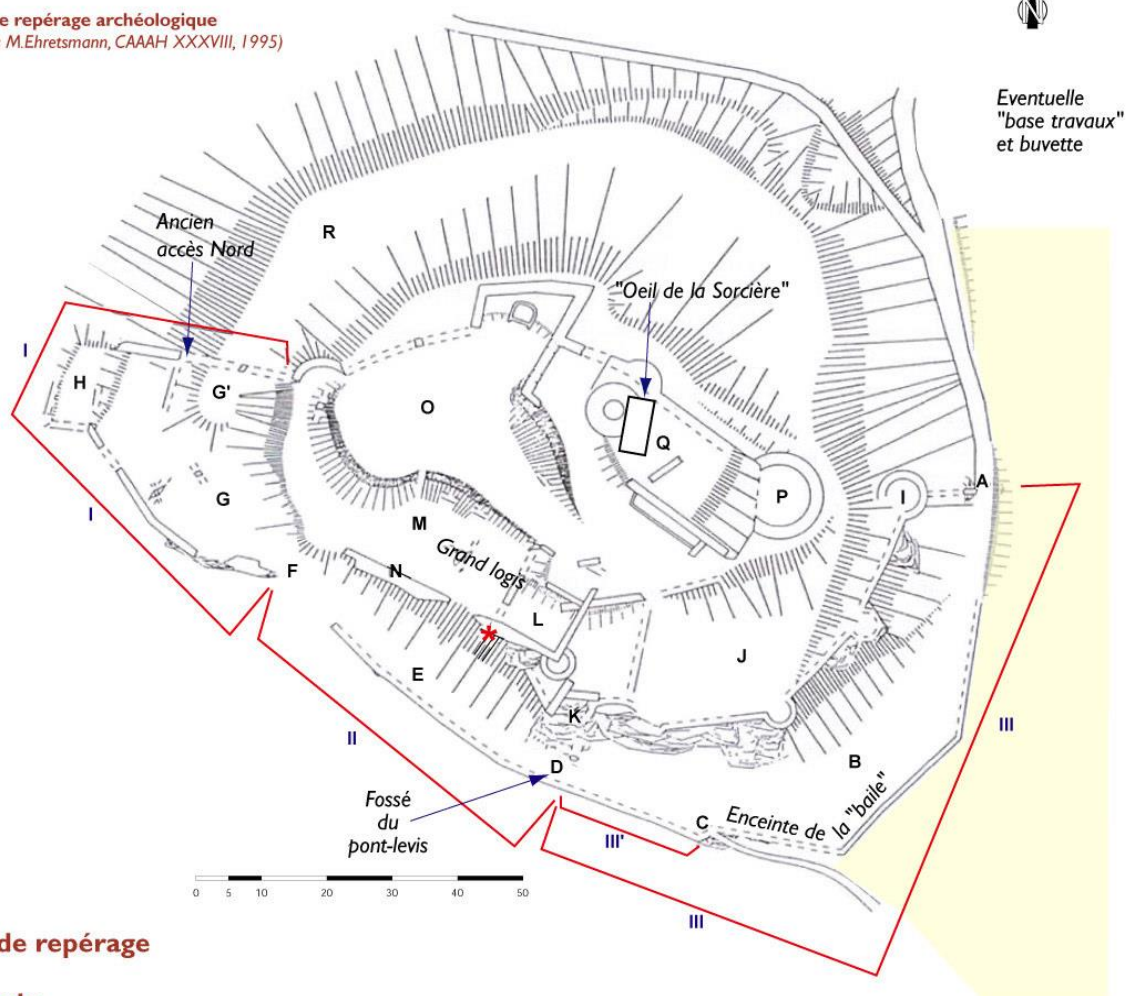 e repérage archéologique
M.Ehretsmann, CAAAH XXXVIII, 1995)
N
Eventuelle
"base travaux"
et buvette
Ancien
accès Nord
R
"Oeil de la Sorcière"
I
H
G'
O
Q
A
P
I
G
I
M
Grand logis
F
N
L
E
J
K
II
III
B
D
Fossé
du
pont-levis
C
Enceinte de la "baile"
III'
0 5 10 20 30 40 50
III
de repérage